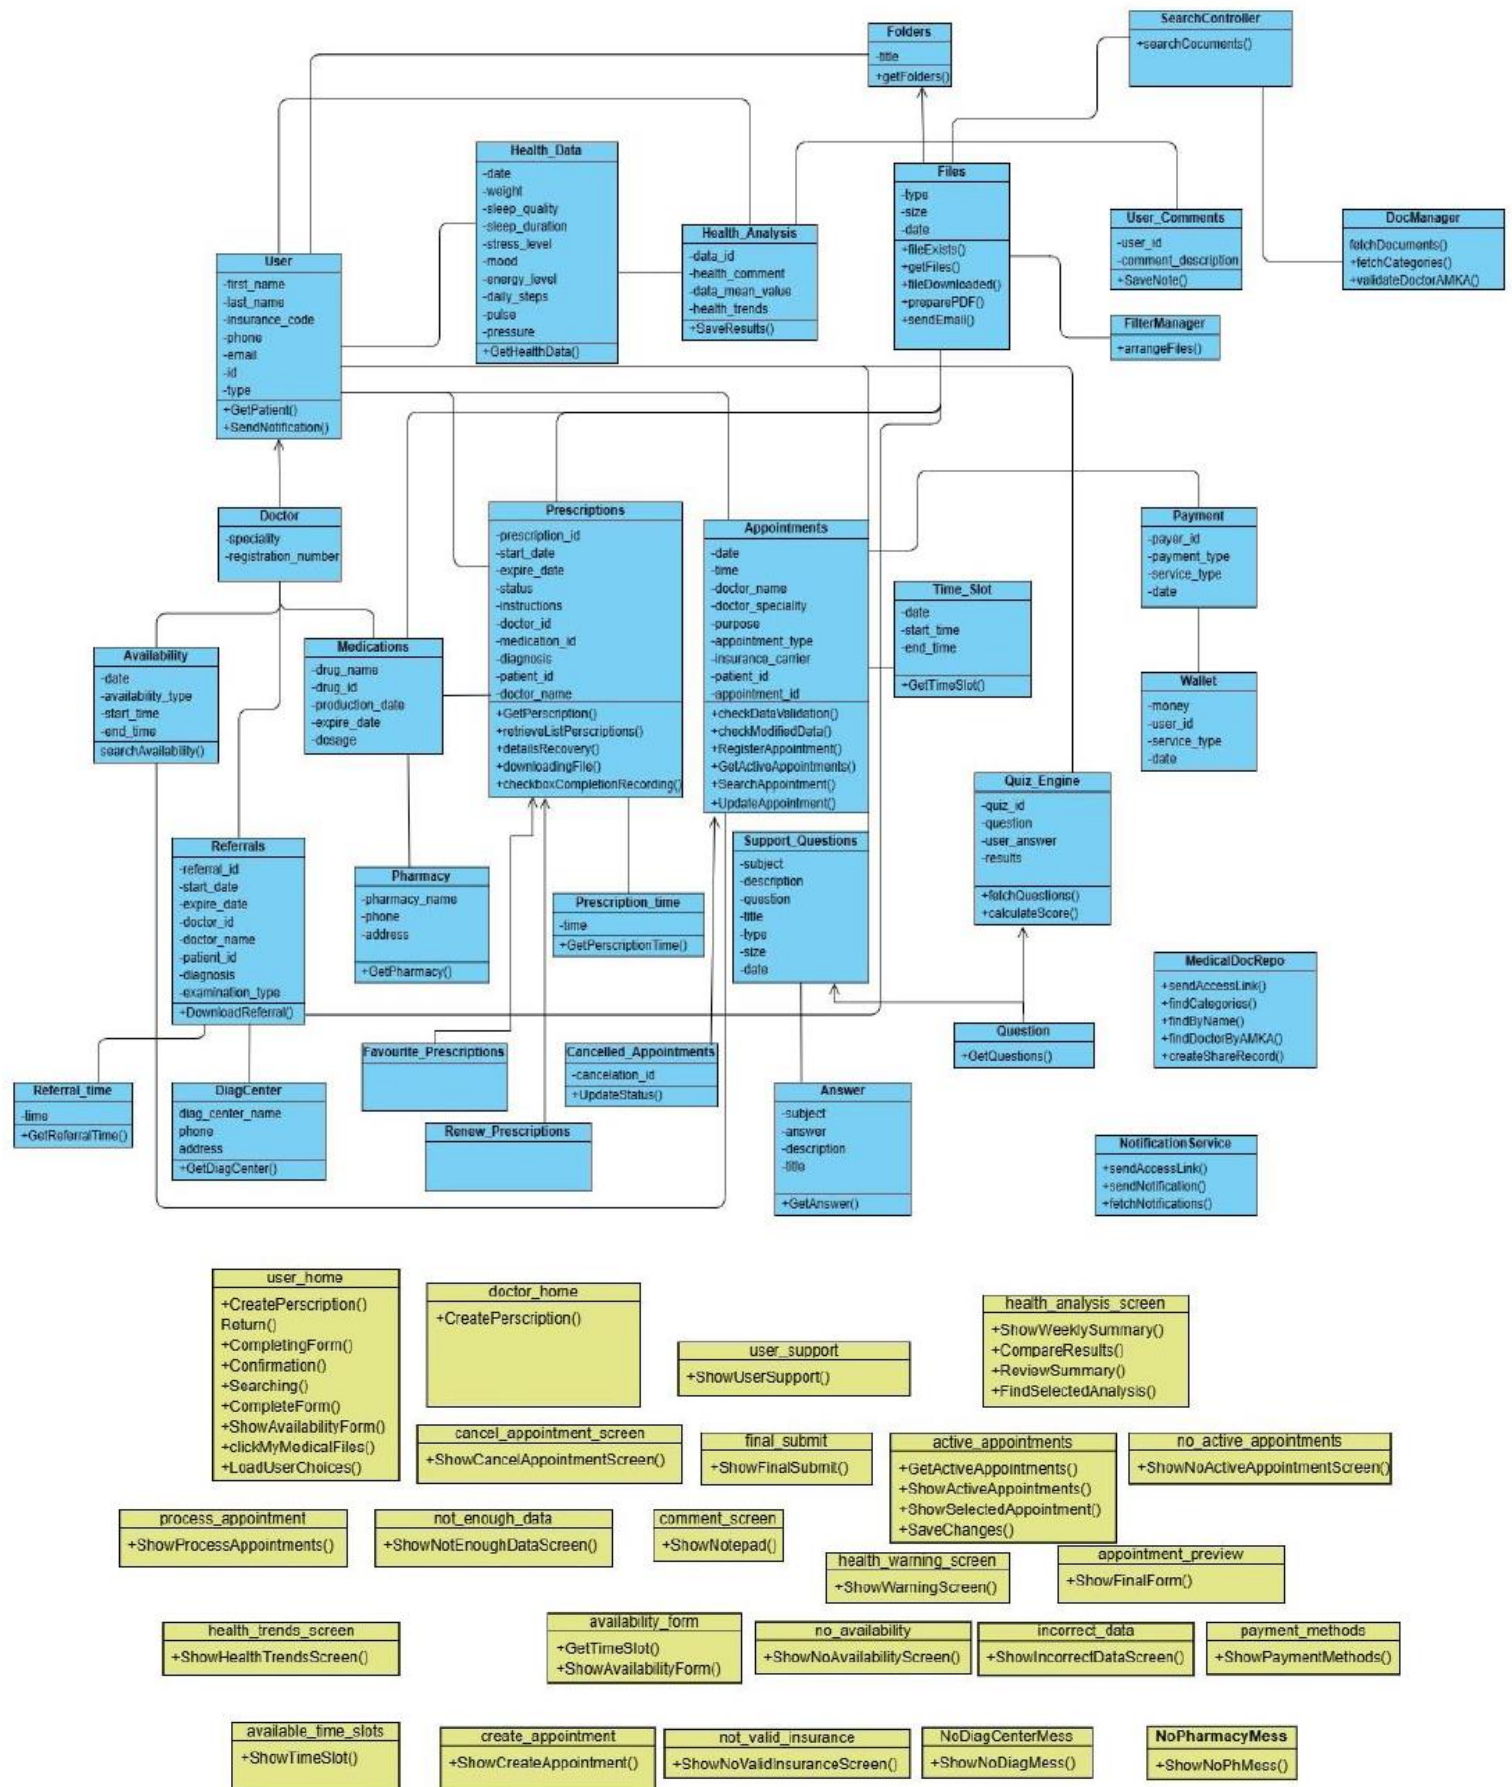 SearchController
+searchCocuments()
Folders
-title
+getFolders()
Health_Data
-date
-weight
-sleep_quality
-sleep_duration
-stress_level
-mood
-energy_level
-daily_steps
-pulse
-pressure
+GetHealthData()
Files
-type
-size
-date
+fileExists()
+getFiles()
+fileDownloaded()
+preparePDF()
+sendEmail()
User_Comments
-user_id
-comment_description
+SaveNote()
DocManager
fetchDocuments()
+fetchCategories()
+validateDoctorAMKA()
Health_Analysis
-data_id
-health_comment
-data_mean_value
-health_trends
+SaveResults()
User
-first_name
-last_name
-insurance_code
-phone
-email
-id
-type
+GetPatient()
+SendNotification()
FilterManager
+arrangeFiles()
Doctor
-speciality
-registration_number
Prescriptions
-prescription_id
-start_date
-expire_date
-status
-instructions
-doctor_id
-medication_id
-diagnosis
-patient_id
-doctor_name
+GetPerscription()
+retrieveListPerscriptions()
+detailsRecovery()
+downloadingFile()
+checkboxCompletionRecording()
Appointments
-date
-time
-doctor_name
-doctor_speciality
-purpose
-appointment_type
-insurance_carrier
-patient_id
-appointment_id
+checkDataValidation()
+checkModifiedData()
+RegisterAppointment()
+GetActiveAppointments()
+SearchAppointment()
+UpdateAppointment()
Payment
-payer_id
-payment_type
-service_type
-date
Time_Slot
-date
-start_time
-end_time
+GetTimeSlot()
Availability
-date
-availability_type
-start_time
-end_time
searchAvailability()
Medications
-drug_name
-drug_id
-production_date
-expire_date
-dosage
Wallet
-money
-user_id
-service_type
-date
Quiz_Engine
-quiz_id
-question
-user_answer
-results
+fetchQuestions()
+calculateScore()
Referrals
-referral_id
-start_date
-expire_date
-doctor_id
-doctor_name
-patient_id
-diagnosis
-examination_type
+DownloadReferral()
Pharmacy
-pharmacy_name
-phone
-address
+GetPharmacy()
Prescription_time
-time
+GetPerscriptionTime()
Support_Questions
-subject
-description
-question
-title
-type
-size
-date
MedicalDocRepo
+sendAccessLink()
+findCategories()
+findByName()
+findDoctorByAMKA()
+createShareRecord()
Question
+GetQuestions()
Favourite_Prescriptions
Cancelled_Appointments
-cancelation_id
+UpdateStatus()
Referral_time
-time
+GetReferralTime()
DiagCenter
diag_center_name
phone
address
+GetDiagCenter()
Renew_Prescriptions
Answer
-subject
-answer
-description
-title
+GetAnswer()
NotificationService
+sendAccessLink()
+sendNotification()
+fetchNotifications()
user_home
+CreatePerscription()
Return()
+CompletingForm()
+Confirmation()
+Searching()
+CompleteForm()
+ShowAvailabilityForm()
+clickMyMedicalFiles()
+LoadUserChoices()
doctor_home
+CreatePerscription()
user_support
+ShowUserSupport()
health_analysis_screen
+ShowWeeklySummary()
+CompareResults()
+ReviewSummary()
+FindSelectedAnalysis()
cancel_appointment_screen
+ShowCancelAppointmentScreen()
final_submit
+ShowFinalSubmit()
active_appointments
+GetActiveAppointments()
+ShowActiveAppointments()
+ShowSelectedAppointment()
+SaveChanges()
no_active_appointments
+ShowNoActiveAppointmentScreen()
process_appointment
+ShowProcessAppointments()
not_enough_data
+ShowNotEnoughDataScreen()
comment_screen
+ShowNotepad()
health_warning_screen
+ShowWarningScreen()
appointment_preview
+ShowFinalForm()
health_trends_screen
+ShowHealthTrendsScreen()
availability_form
+GetTimeSlot()
+ShowAvailabilityForm()
no_availability
+ShowNoAvailabilityScreen()
incorrect_data
+ShowIncorrectDataScreen()
payment_methods
+ShowPaymentMethods()
available_time_slots
+ShowTimeSlot()
create_appointment
+ShowCreateAppointment()
not_valid_insurance
+ShowNoValidInsuranceScreen()
NoDiagCenterMess
+ShowNoDiagMess()
NoPharmacyMess
+ShowNoPhMess()